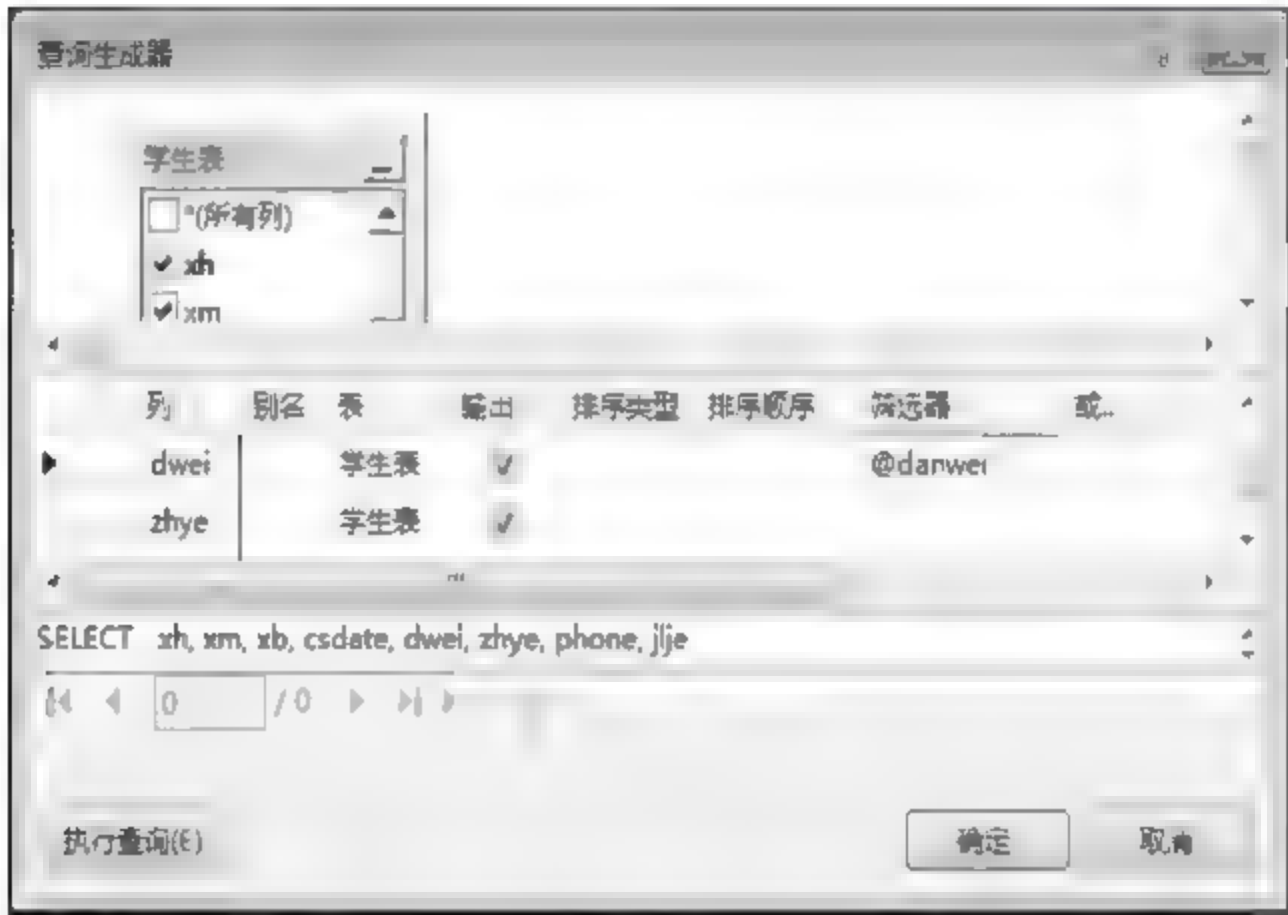 查询生成器
学生表
*(所有列)
xh
xm
列 别名 表 输出 排序类型 排序顺序 筛选器 或...
dwei 学生表 @danwei
zhye 学生表
SELECT xh, xm, xb, csdate, dwei, zhye, phone, jlje
0 / 0
执行查询(E) 确定 取消